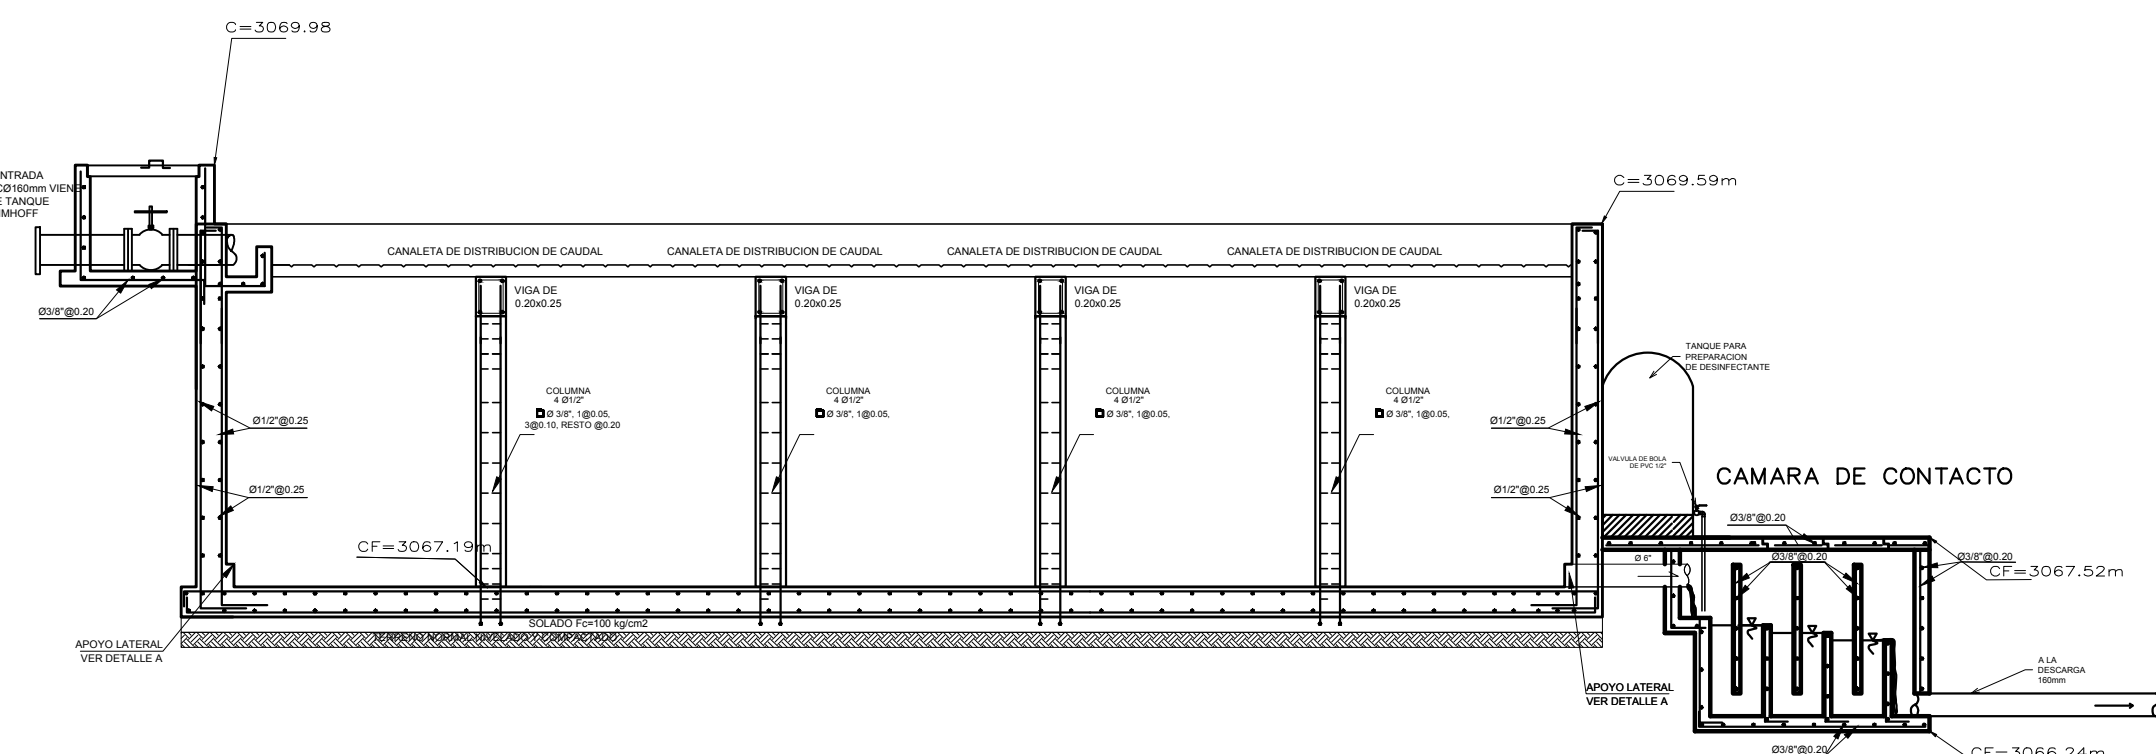 C=3069.98
C=3069.59m
NTRADA
CØ160mm VIENE
E TANQUE
IMHOFF
CANALETA DE DISTRIBUCION DE CAUDAL
CANALETA DE DISTRIBUCION DE CAUDAL
CANALETA DE DISTRIBUCION DE CAUDAL
CANALETA DE DISTRIBUCION DE CAUDAL
Ø3/8"@0.20
VIGA DE
0.20x0.25
VIGA DE
0.20x0.25
VIGA DE
0.20x0.25
VIGA DE
0.20x0.25
TANQUE PARA
PREPARACION
DE DESINFECTANTE
COLUMNA
4 Ø1/2"
Ø 3/8", 1@0.05,
3@0.10, RESTO @0.20
COLUMNA
4 Ø1/2"
Ø 3/8", 1@0.05,
COLUMNA
4 Ø1/2"
Ø 3/8", 1@0.05,
COLUMNA
4 Ø1/2"
Ø 3/8", 1@0.05,
Ø1/2"@0.25
Ø1/2"@0.25
Ø1/2"@0.25
Ø1/2"@0.25
VALVULA DE BOLA
DE PVC 1/2"
CAMARA DE CONTACTO
Ø3/8"@0.20
CF=3067.19m
Ø 6"
Ø3/8"@0.20
Ø3/8"@0.20
CF=3067.52m
SOLADO Fc=100 kg/cm2
TERRENO NORMAL NIVELADO Y COMPACTADO
APOYO LATERAL
VER DETALLE A
APOYO LATERAL
VER DETALLE A
A LA
DESCARGA
160mm
Ø3/8"@0.20
CF=3066.24m